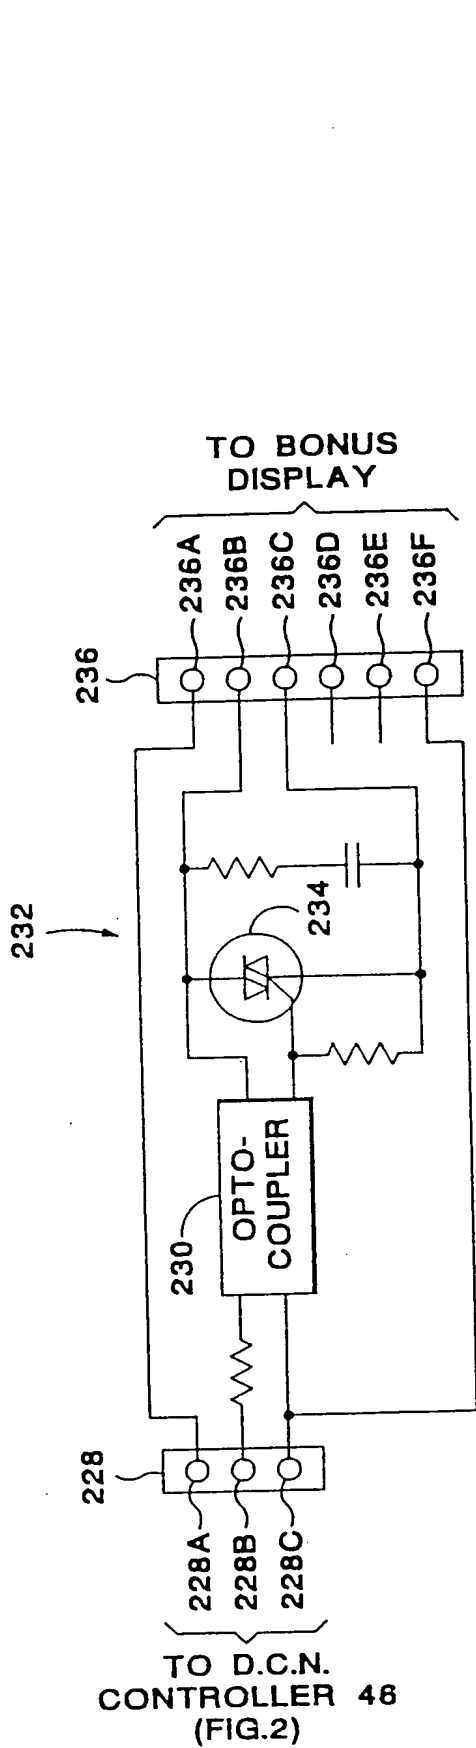 TO BONUS
DISPLAY
236
236A
236B
236C
236D
236E
236F
232
234
230
OPTO-
COUPLER
228
228A
228B
228C
TO D.C.N.
CONTROLLER 46
(FIG.2)